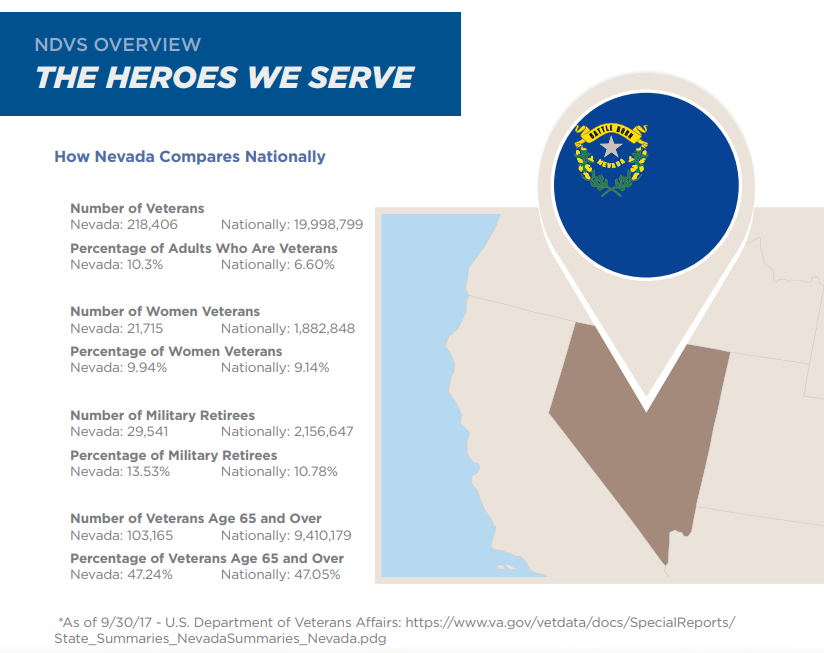 NDVS OVERVIEW
THE HEROES WE SERVE
BATTLE BORN
NEVADA
How Nevada Compares Nationally
Number of Veterans
Nevada: 218,406 Nationally: 19,998,799
Percentage of Adults Who Are Veterans
Nevada: 10.3% Nationally: 6.60%
Number of Women Veterans
Nevada: 21,715 Nationally: 1,882,848
Percentage of Women Veterans
Nevada: 9.94% Nationally: 9.14%
Number of Military Retirees
Nevada: 29,541 Nationally: 2,156,647
Percentage of Military Retirees
Nevada: 13.53% Nationally: 10.78%
Number of Veterans Age 65 and Over
Nevada: 103,165 Nationally: 9,410,179
Percentage of Veterans Age 65 and Over
Nevada: 47.24% Nationally: 47.05%
*As of 9/30/17 - U.S. Department of Veterans Affairs: https://www.va.gov/vetdata/docs/SpecialReports/
State_Summaries_NevadaSummaries_Nevada.pdg